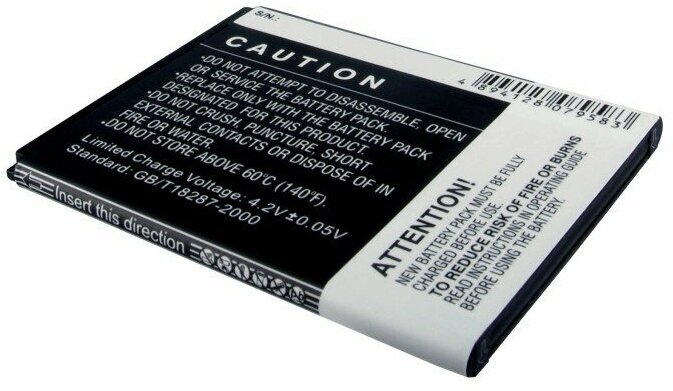 S/N.:
CAUTION
•DO NOT ATTEMPT TO DISASSEMBLE, OPEN
OR SERVICE THE BATTERY PACK.
•REPLACE ONLY WITH THE BATTERY PACK
DESIGNATED FOR THIS PRODUCT.
•DO NOT CRUSH, PUNCTURE, SHORT
EXTERNAL CONTACTS OR DISPOSE OF IN
FIRE OR WATER.
•DO NOT STORE ABOVE 60°C (140°F).
Limited Charge Voltage: 4.2V±0.05V
Standard: GB/T18287-2000
Insert this direction
4 894128 079583
ATTENTION!
NEW BATTERY PACK MUST BE FULLY
CHARGED BEFORE USE.
TO REDUCE RISK OF FIRE OR BURNS
READ INSTRUCTIONS IN OPERATING GUIDE
BEFORE USING THE BATTERY.